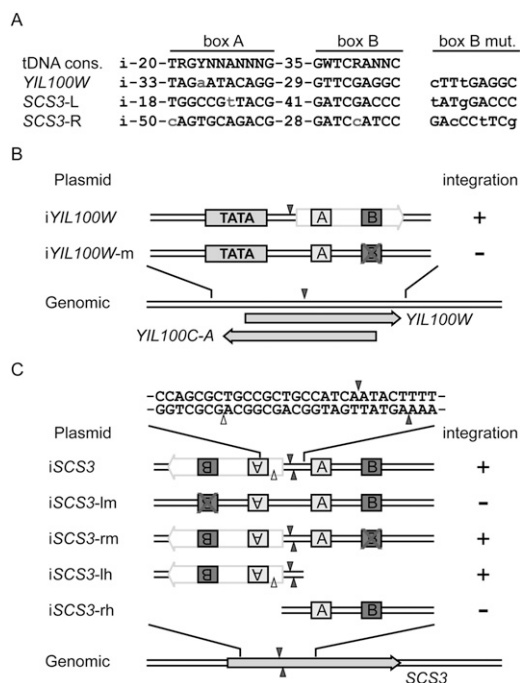 A
box A box B box B mut.
tDNA cons. i-20-TRGYNNANNNG-35-GWTCRANNC
YIL100W i-33-TAGaATACAGG-29-GTTCGAGGC cTTtGAGGC
SCS3-L i-18-TGGCCGtTACG-41-GATCGACCC tATgGACCC
SCS3-R i-50-cAGTGCAGACG-28-GATCcATCC GAcCCtTCg
B
Plasmid integration
iYIL100W TATA A B +
iYIL100W-m TATA A B -
Genomic
YIL100W
YIL100C-A
C
-CCAGCGCTGCCGCTGCCATCAATACTTTT-
-GGTCGCGACGGCGACGGTAGTTATGAAAA-
Plasmid integration
iSCS3 B A A B +
iSCS3-lm B A A B -
iSCS3-rm B A A B +
iSCS3-lh B A +
iSCS3-rh A B -
Genomic
SCS3